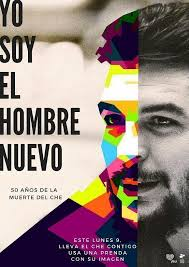 YO
SOY
EL
HOMBRE
NUEVO
50 AÑOS DE LA
MUERTE DEL CHE
ESTE LUNES 9,
LLEVA EL CHE CONTIGO
USA UNA PRENDA
CON SU IMAGEN